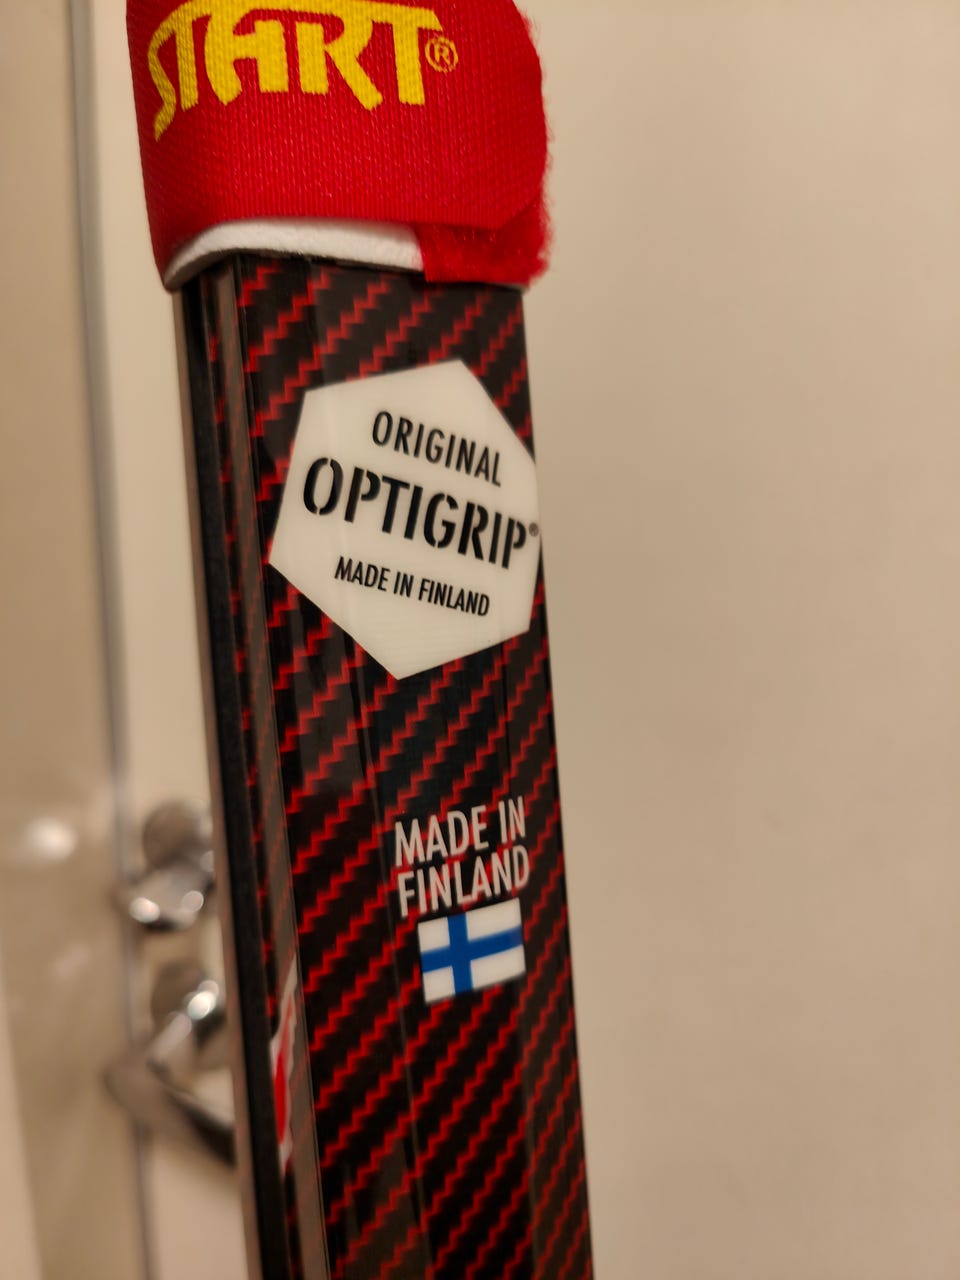 START®
ORIGINAL
OPTIGRIP®
MADE IN FINLAND
MADE IN
FINLAND